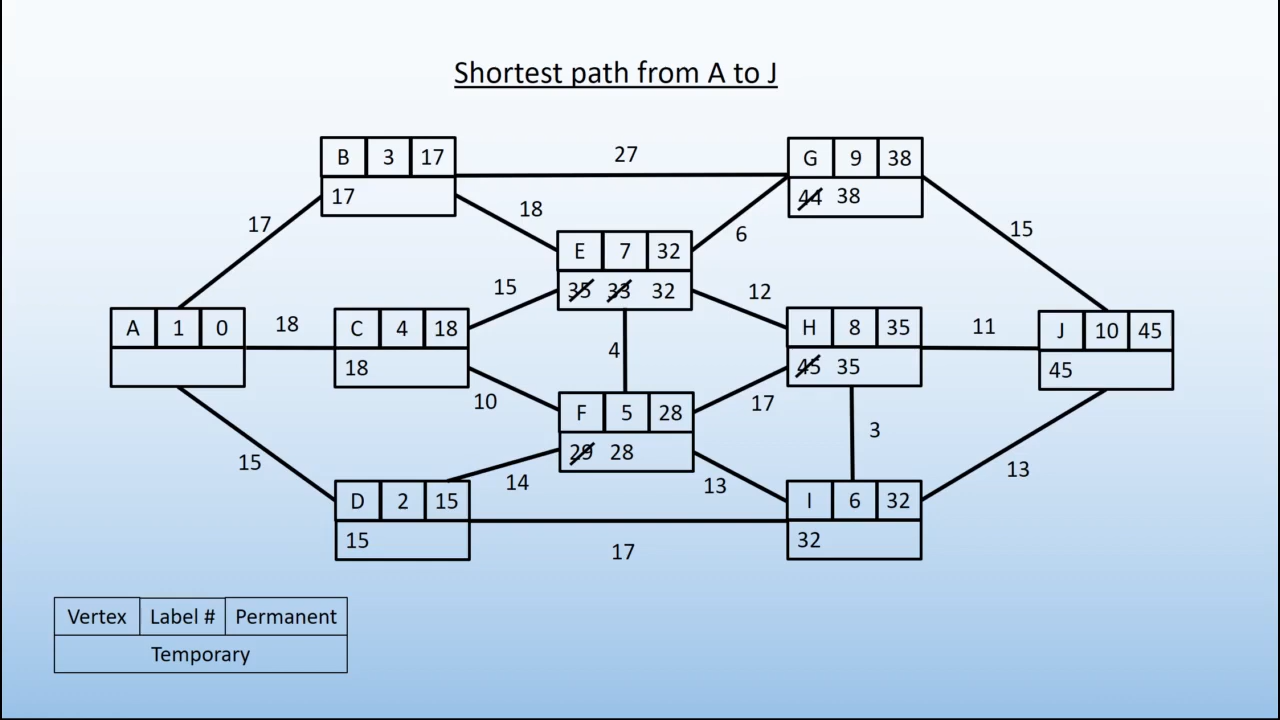 Shortest path from A to J
B 3 17
27
G 9 38
17
44 38
17
18
6
15
E 7 32
15
35 33 32
12
A 1 0
18
C 4 18
H 8 35
11
J 10 45
18
4
45 35
45
10
F 5 28
17
3
15
29 28
14
13
13
D 2 15
I 6 32
15
17
32
Vertex Label # Permanent
Temporary